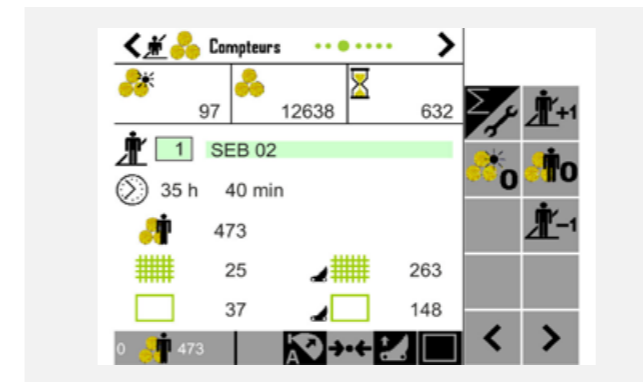 Compteurs
97 12638 632
1 SEB 02
35 h 40 min
473
25 263
37 148
0 473
A
Σ
+1
0 0
-1